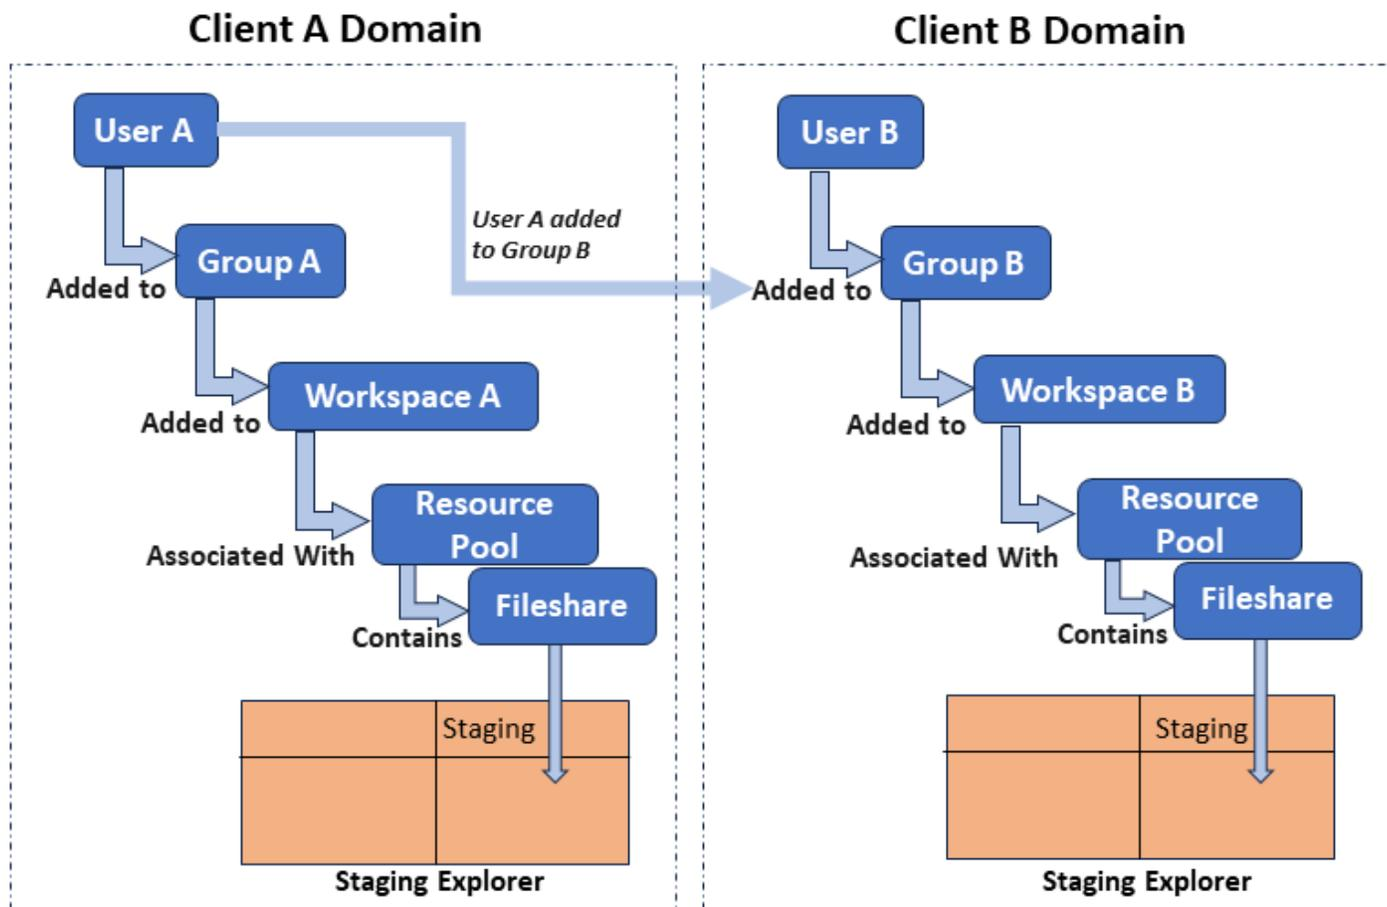 Client A Domain
User A
User A added
to Group B
Group A
Added to
Workspace A
Added to
Resource
Pool
Associated With
Fileshare
Contains
Staging
Staging Explorer
Client B Domain
User B
Group B
Added to
Workspace B
Added to
Resource
Pool
Associated With
Fileshare
Contains
Staging
Staging Explorer